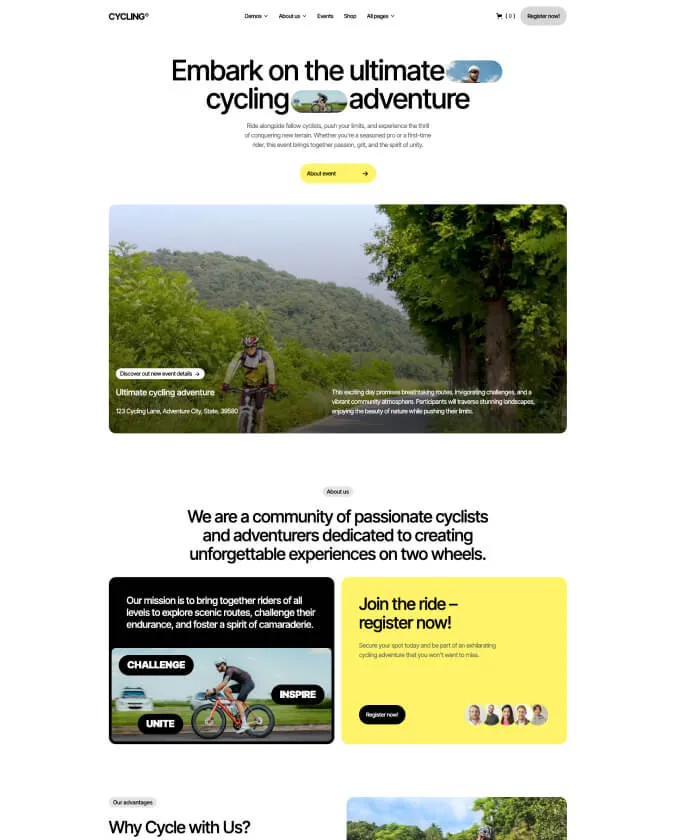 CYCLING®
Demos
About us
Events
Shop
All pages
( 0 )
Register now!
Embark on the ultimate
cycling adventure
Ride alongside fellow cyclists, push your limits, and experience the thrill
of conquering new terrain. Whether you're a seasoned pro or a first-time
rider, this event brings together passion, grit, and the spirit of unity.
About event
Discover out new event details
Ultimate cycling adventure
123 Cycling Lane, Adventure City, State, 39580
This exciting day promises breathtaking routes, invigorating challenges, and a
vibrant community atmosphere. Participants will traverse stunning landscapes,
enjoying the beauty of nature while pushing their limits.
About us
We are a community of passionate cyclists
and adventurers dedicated to creating
unforgettable experiences on two wheels.
Our mission is to bring together riders of all
levels to explore scenic routes, challenge their
endurance, and foster a spirit of camaraderie.
CHALLENGE
INSPIRE
UNITE
Join the ride –
register now!
Secure your spot today and be part of an exhilarating
cycling adventure that you won't want to miss.
Register now!
Our advantages
Why Cycle with Us?